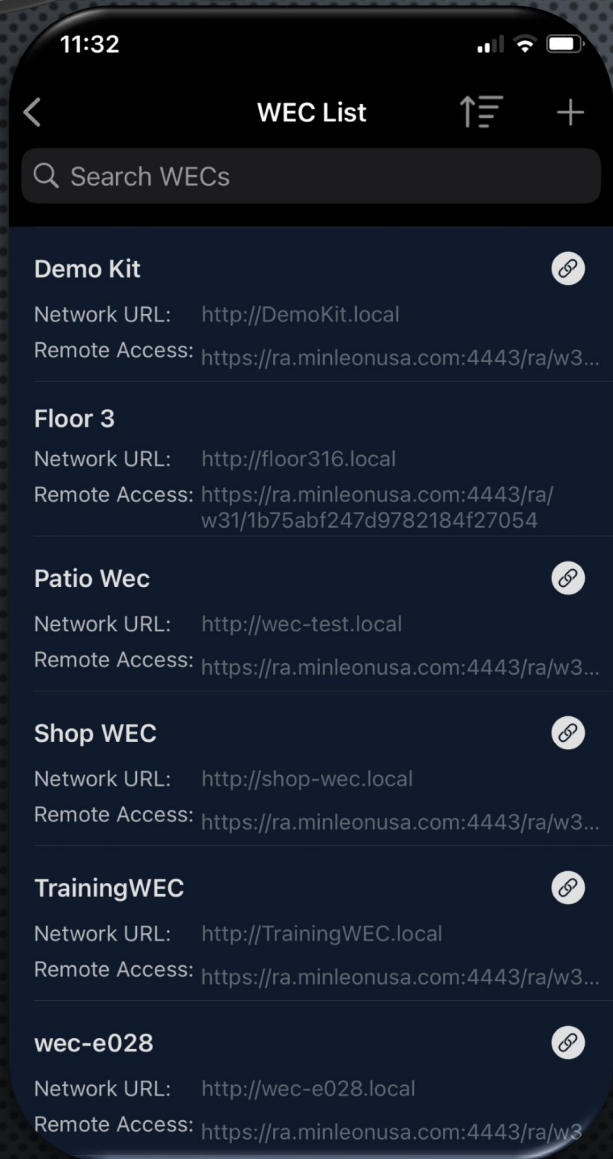 11:32
WEC List
Search WECs
Demo Kit
Network URL: http://DemoKit.local
Remote Access: https://ra.minleonusa.com:4443/ra/w3...
Floor 3
Network URL: http://floor316.local
Remote Access: https://ra.minleonusa.com:4443/ra/
w31/1b75abf247d9782184f27054
Patio Wec
Network URL: http://wec-test.local
Remote Access: https://ra.minleonusa.com:4443/ra/w3...
Shop WEC
Network URL: http://shop-wec.local
Remote Access: https://ra.minleonusa.com:4443/ra/w3...
TrainingWEC
Network URL: http://TrainingWEC.local
Remote Access: https://ra.minleonusa.com:4443/ra/w3...
wec-e028
Network URL: http://wec-e028.local
Remote Access: https://ra.minleonusa.com:4443/ra/w3